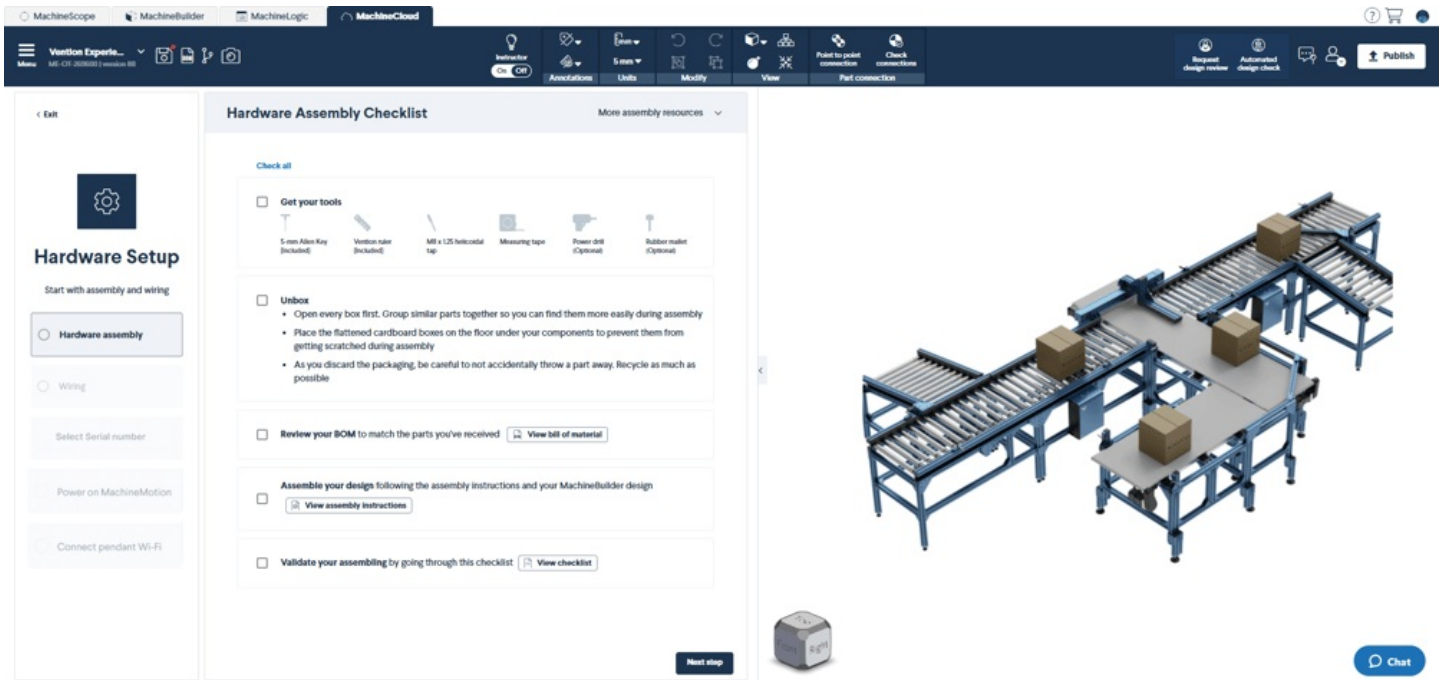 MachineScope
MachineBuilder
MachineLogic
MachineCloud
Menu
Vention Experie...
Instructor
On Off
Annotations
mm
5 mm
Units
Modify
View
Point to point
connection
Check
connections
Part connection
Request
design review
Automated
design check
Publish
< Exit
Hardware Setup
Start with assembly and wiring
Hardware assembly
Wiring
Select Serial number
Power on MachineMotion
Connect pendant Wi-Fi
Hardware Assembly Checklist
More assembly resources
Check all
Get your tools
5-mm Allen Key
(Included)
Vention ruler
(Included)
M8 x 1.25 helicoidal
tap
Measuring tape
Power drill
(Optional)
Rubber mallet
(Optional)
Unbox
• Open every box first. Group similar parts together so you can find them more easily during assembly
• Place the flattened cardboard boxes on the floor under your components to prevent them from
getting scratched during assembly
• As you discard the packaging, be careful to not accidentally throw a part away. Recycle as much as
possible
Review your BOM to match the parts you've received
View bill of material
Assemble your design following the assembly instructions and your MachineBuilder design
View assembly instructions
Validate your assembling by going through this checklist
View checklist
Next step
Top
Front
Right
Chat